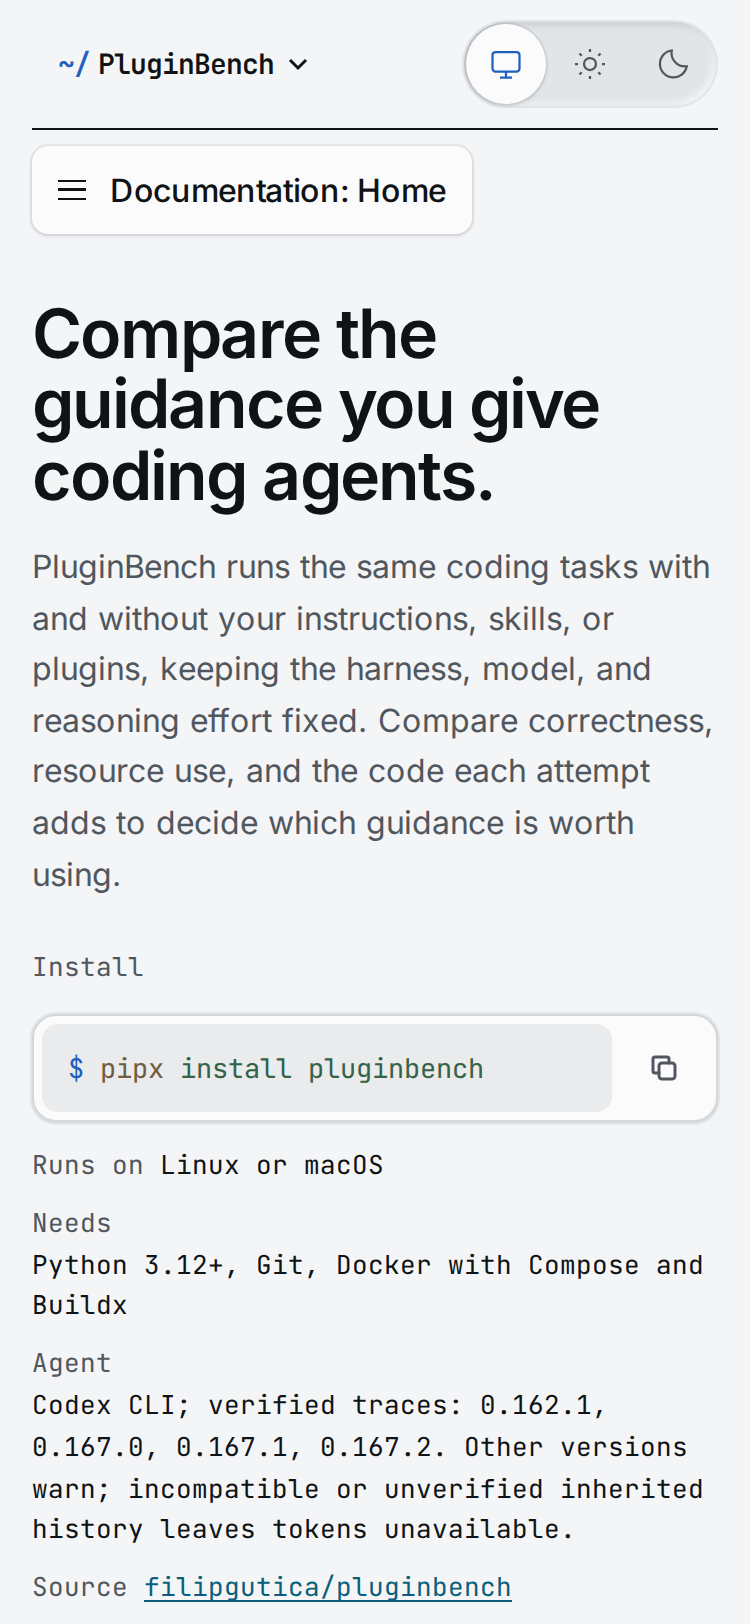 ~/ PluginBench
Documentation: Home
Compare the
guidance you give
coding agents.
PluginBench runs the same coding tasks with
and without your instructions, skills, or
plugins, keeping the harness, model, and
reasoning effort fixed. Compare correctness,
resource use, and the code each attempt
adds to decide which guidance is worth
using.
Install
$ pipx install pluginbench
Runs on Linux or macOS
Needs
Python 3.12+, Git, Docker with Compose and
Buildx
Agent
Codex CLI; verified traces: 0.162.1,
0.167.0, 0.167.1, 0.167.2. Other versions
warn; incompatible or unverified inherited
history leaves tokens unavailable.
Source filipgutica/pluginbench